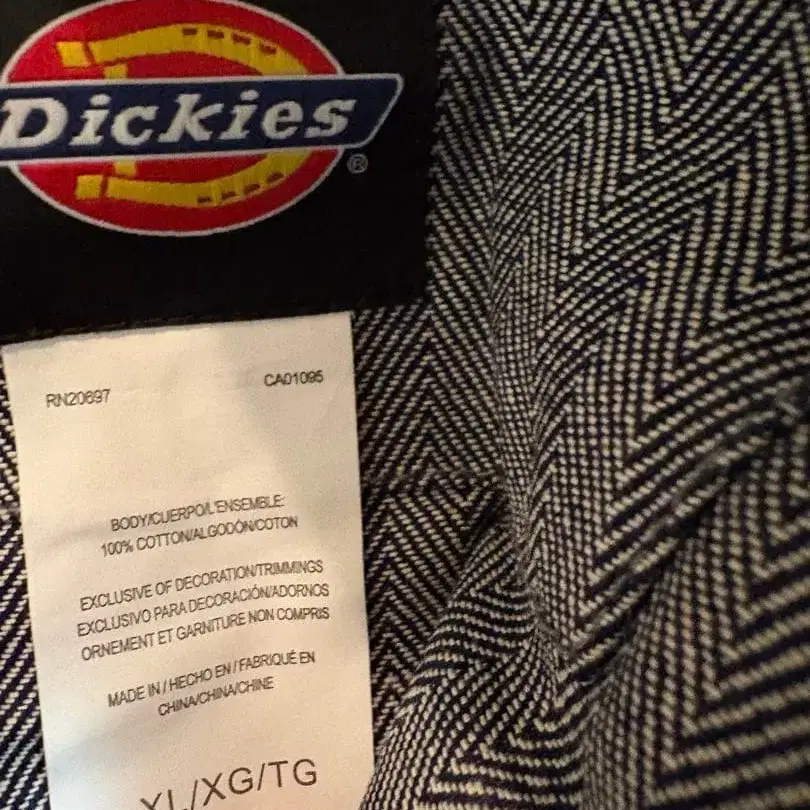 Dickies
®
RN20697 CA01095
BODY/CUERPO/L'ENSEMBLE:
100% COTTON/ALGODÓN/COTON
EXCLUSIVE OF DECORATION/TRIMMINGS
EXCLUSIVO PARA DECORACIÓN/ADORNOS
ORNEMENT ET GARNITURE NON COMPRIS
MADE IN / HECHO EN / FABRIQUÉ EN
CHINA/CHINA/CHINE
XL/XG/TG